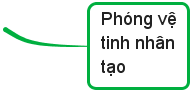 Phóng vệ
tinh nhân
tạo